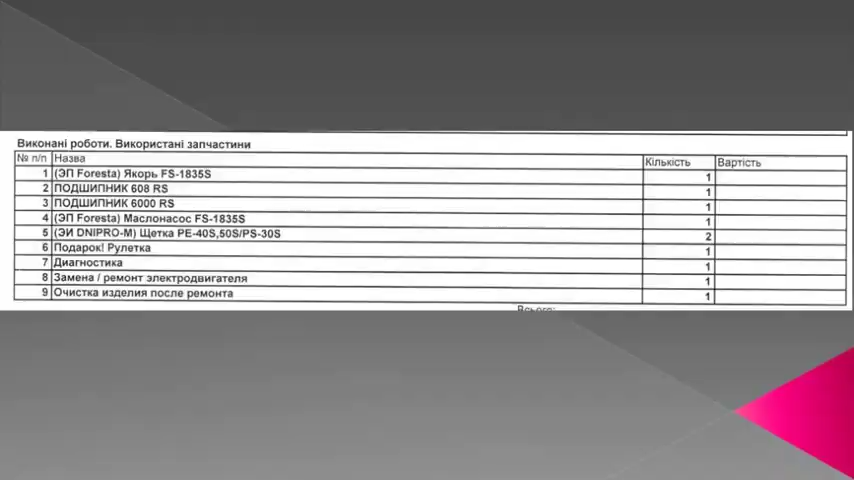 Виконані роботи. Використані запчастини
№ п/п Назва Кількість Вартість
1 (ЭП Foresta) Якорь FS-1835S 1
2 ПОДШИПНИК 608 RS 1
3 ПОДШИПНИК 6000 RS 1
4 (ЭП Foresta) Маслонасос FS-1835S 1
5 (ЭИ DNIPRO-M) Щетка PE-40S,50S/PS-30S 2
6 Подарок! Рулетка 1
7 Диагностика 1
8 Замена / ремонт электродвигателя 1
9 Очистка изделия после ремонта 1
Всього: